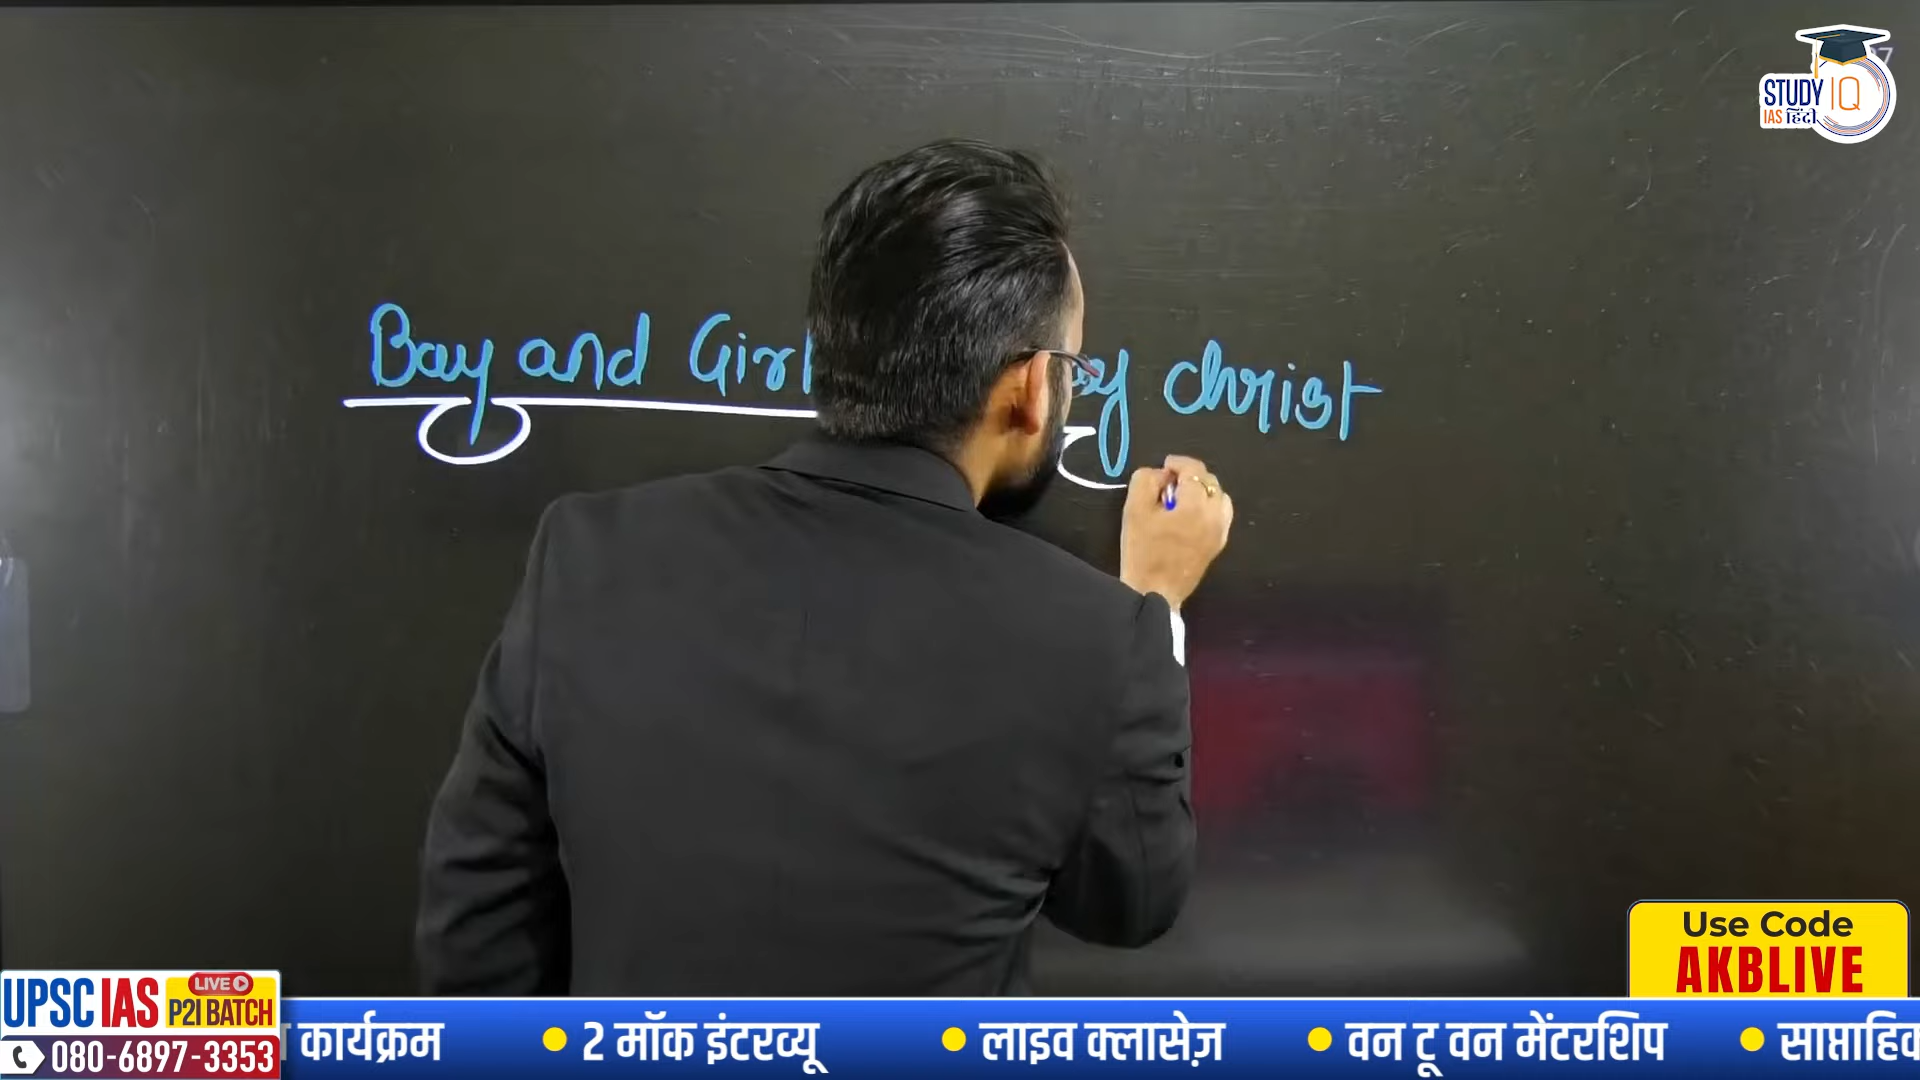 STUDY IQ
IAS हिंदी
Bay and Girl
christ
Use Code
AKBLIVE
UPSC IAS LIVE P2I BATCH
080-6897-3353
कार्यक्रम • 2 मॉक इंटरव्यू • लाइव क्लासेज़ • वन टू वन मेंटरशिप •